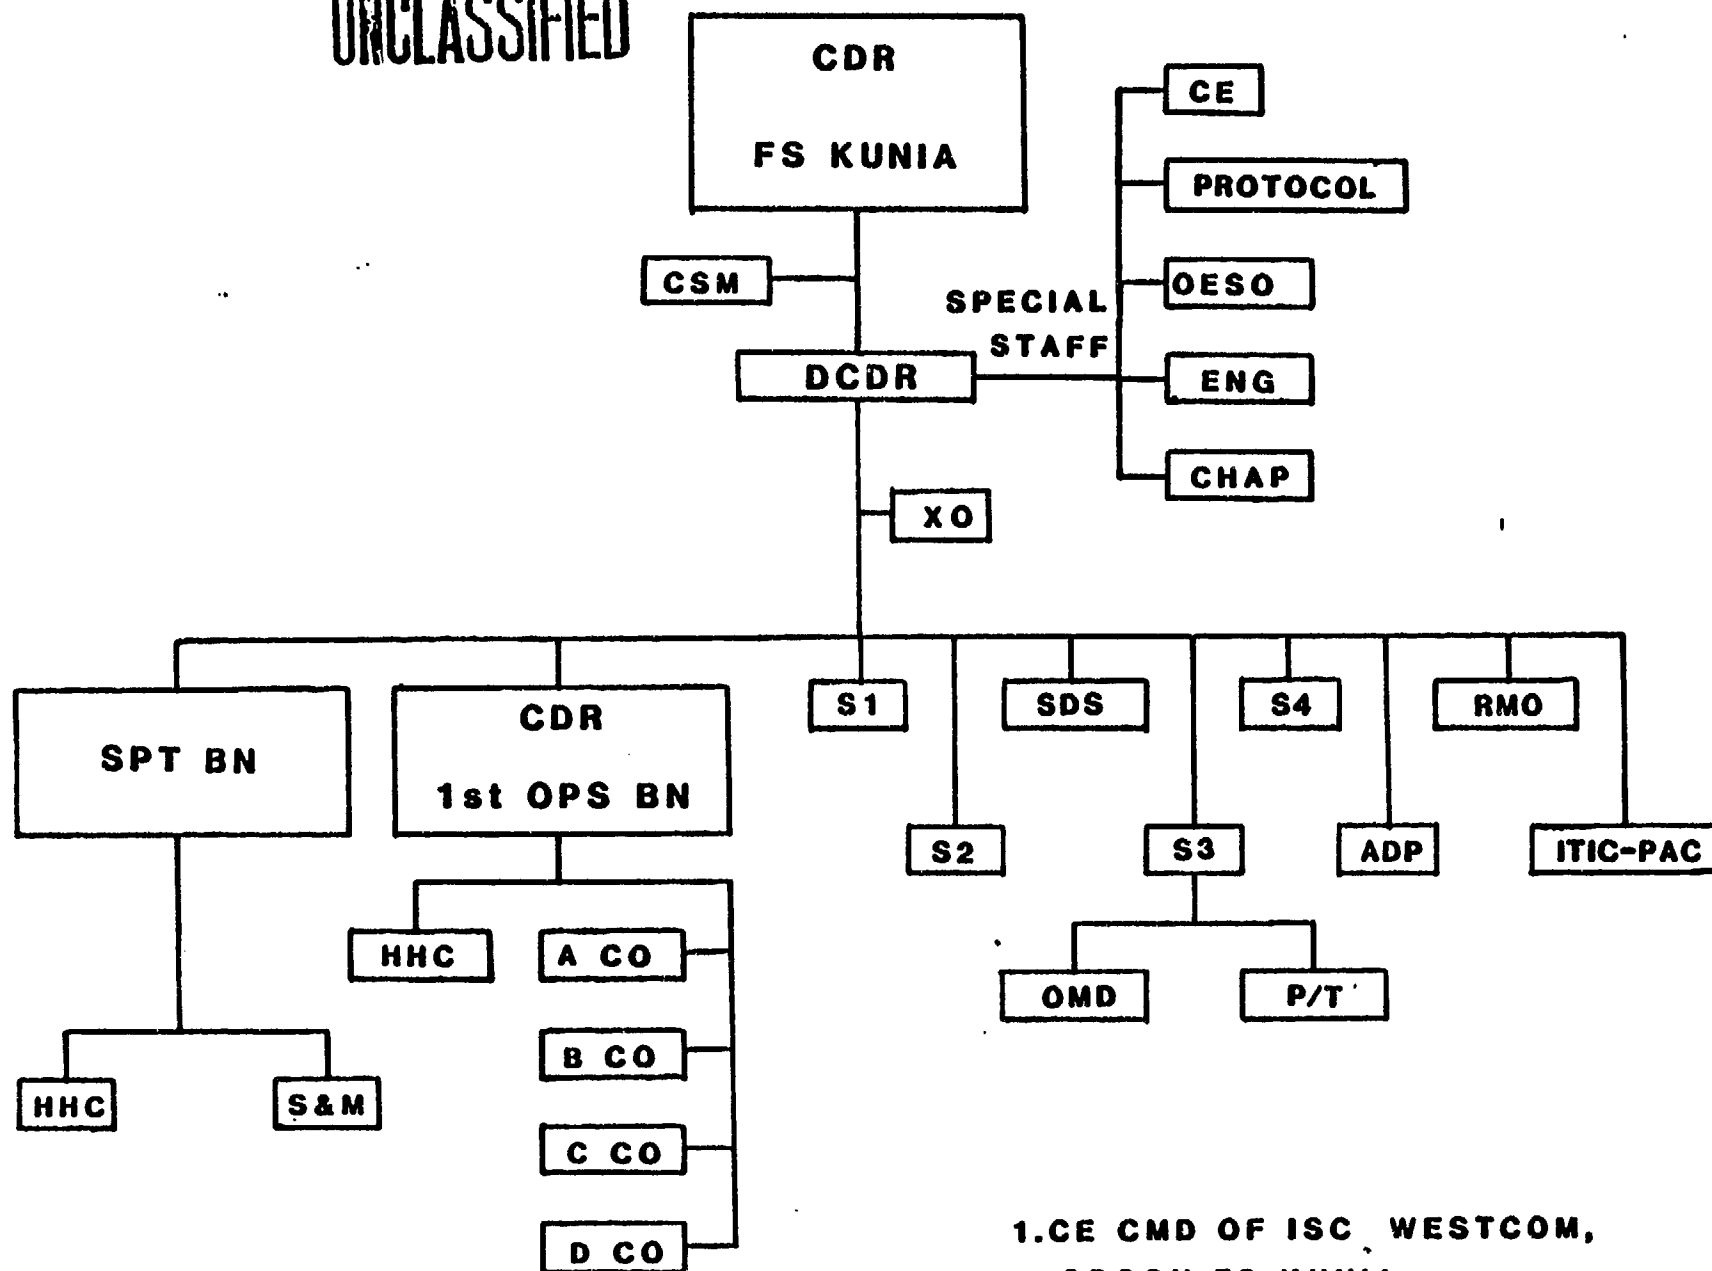 UNCLASSIFIED
CDR
FS KUNIA
CE
PROTOCOL
CSM
OESO
SPECIAL
STAFF
DCDR
ENG
CHAP
XO
SPT BN
CDR
1st OPS BN
S1
SDS
S4
RMO
S2
S3
ADP
ITIC-PAC
HHC
A CO
OMD
P/T
B CO
HHC
S&M
C CO
D CO
1.CE CMD OF ISC WESTCOM,